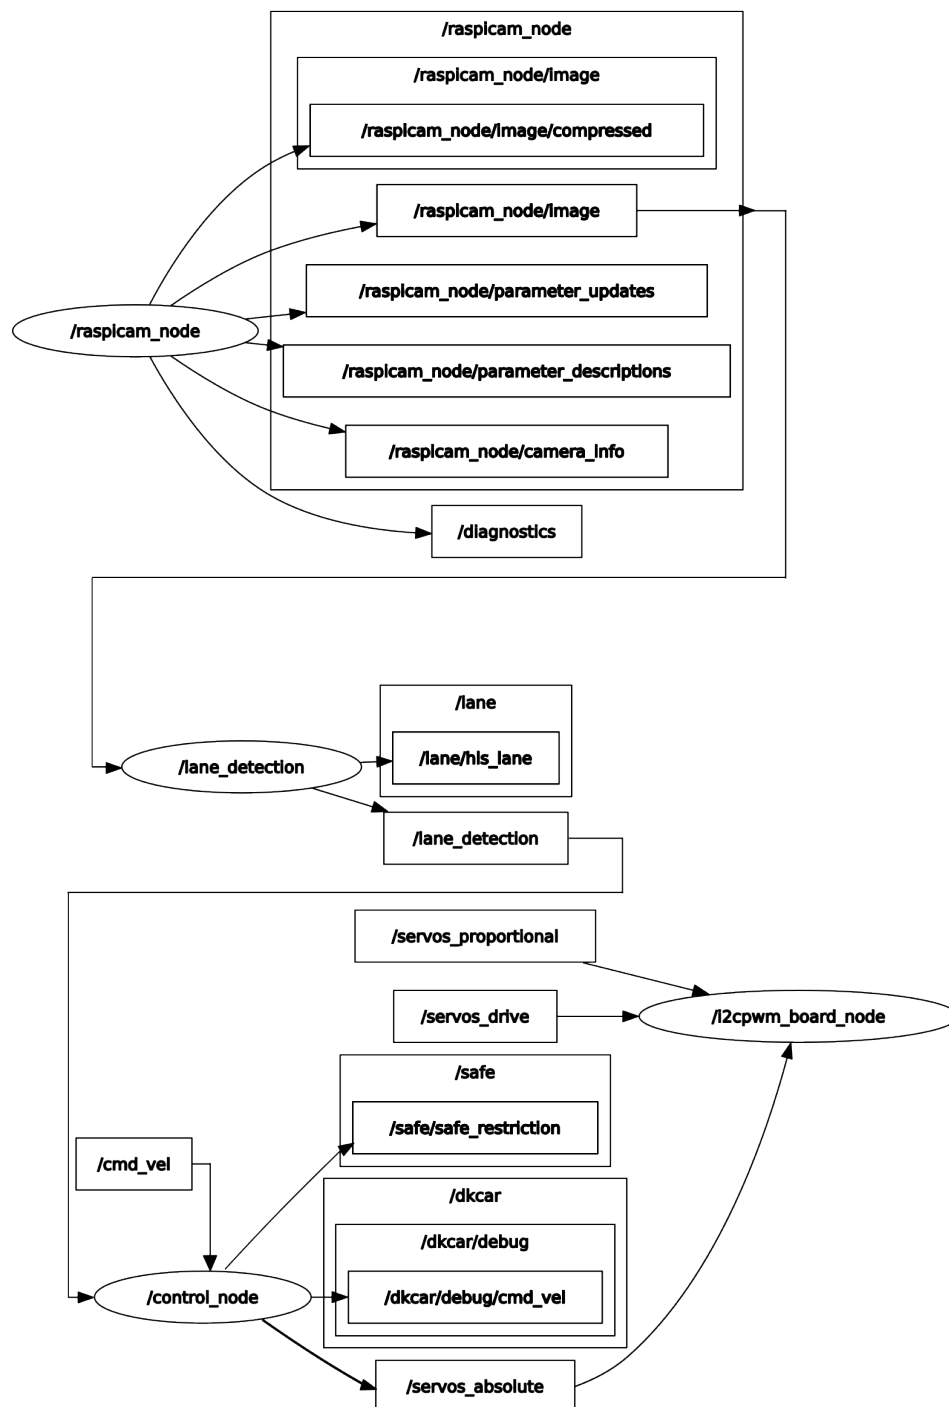 /raspicam_node
/raspicam_node/image
/raspicam_node/image/compressed
/raspicam_node/image
/raspicam_node/parameter_updates
/raspicam_node
/raspicam_node/parameter_descriptions
/raspicam_node/camera_info
/diagnostics
/lane
/lane/his_lane
/lane_detection
/lane_detection
/servos_proportional
/servos_drive
/i2cpwm_board_node
/safe
/safe/safe_restriction
/cmd_vel
/dkcar
/dkcar/debug
/control_node
/dkcar/debug/cmd_vel
/servos_absolute